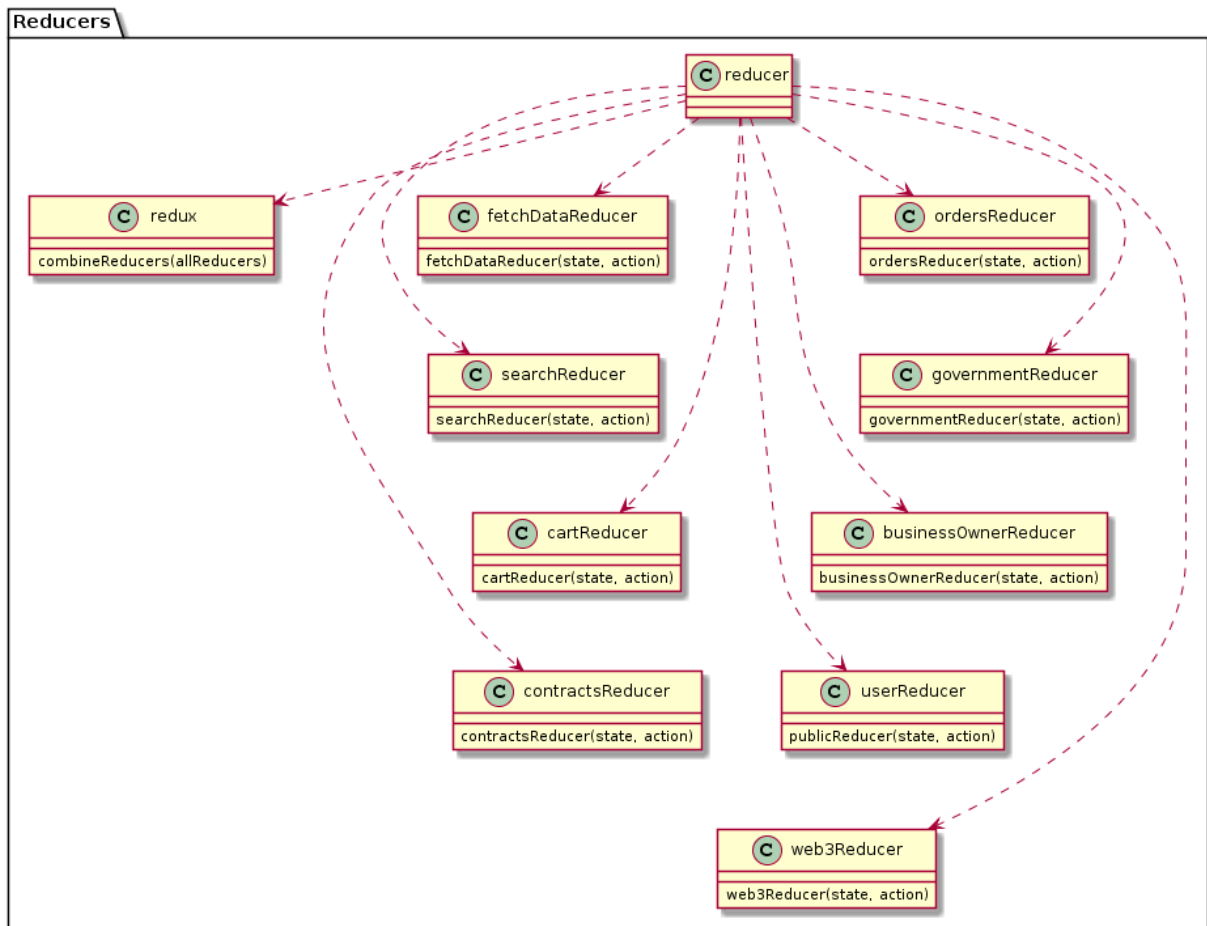 Reducers
C reducer
C redux
combineReducers(allReducers)
C fetchDataReducer
fetchDataReducer(state, action)
C ordersReducer
ordersReducer(state, action)
C searchReducer
searchReducer(state, action)
C governmentReducer
governmentReducer(state, action)
C cartReducer
cartReducer(state, action)
C businessOwnerReducer
businessOwnerReducer(state, action)
C contractsReducer
contractsReducer(state, action)
C userReducer
publicReducer(state, action)
C web3Reducer
web3Reducer(state, action)